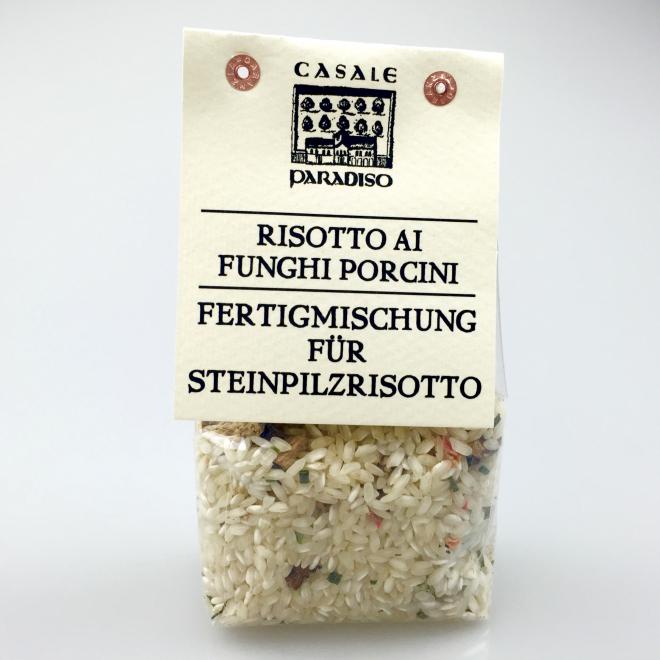 CASALE
PARADISO
RISOTTO AI
FUNGHI PORCINI
FERTIGMISCHUNG
FÜR
STEINPILZRISOTTO